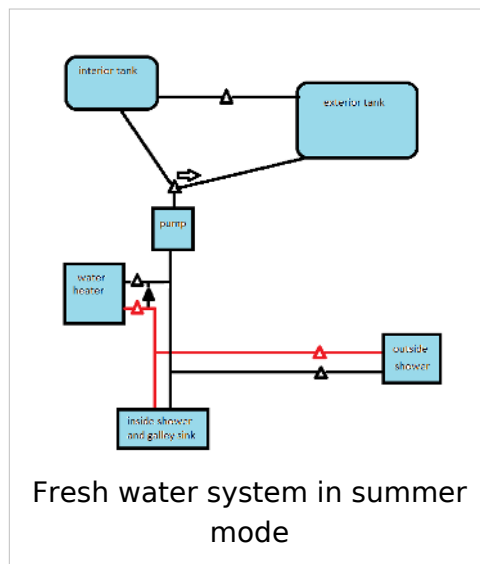 interior tank
exterior tank
pump
water
heater
outside
shower
inside shower
and galley sink
Fresh water system in summer
mode